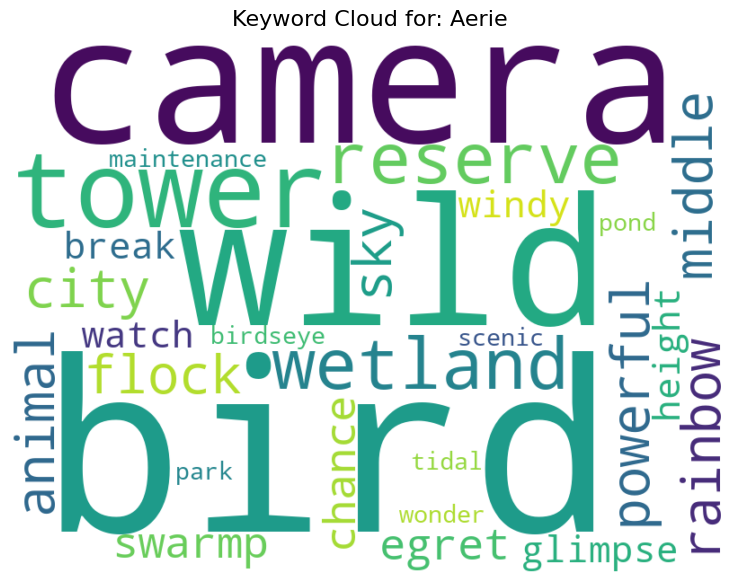 Keyword Cloud for: Aerie
camera
maintenance
reserve
tower
middle
wild
windy
sky
pond
break
city
watch
birdseye
scenic
height
powerful
wetland
flock
animal
rainbow
bird
chance
park
tidal
wonder
swarmp
egret
glimpse